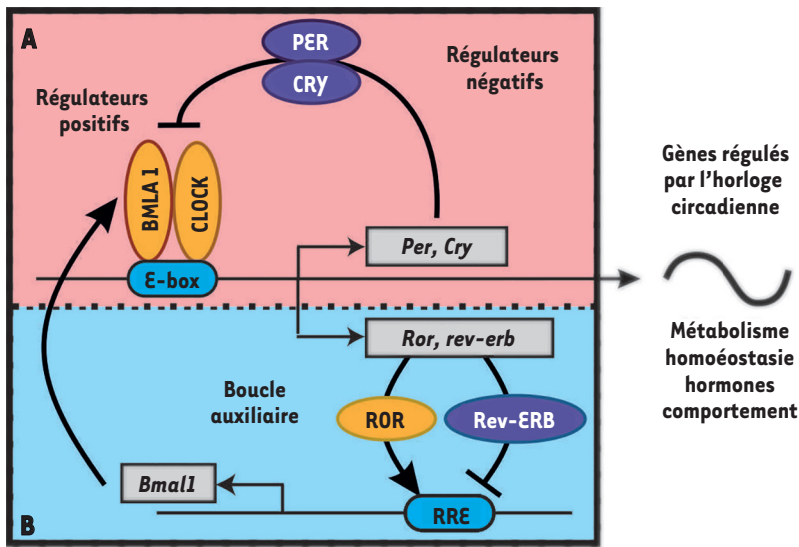 A
PER
CRY
Régulateurs
négatifs
Régulateurs
positifs
BMLA 1
CLOCK
E-box
Per, Cry
Gènes régulés
par l'horloge
circadienne
Métabolisme
homoéostasie
hormones
comportement
Ror, rev-erb
Boucle
auxiliaire
ROR
Rev-ERB
Bmal1
RRE
B